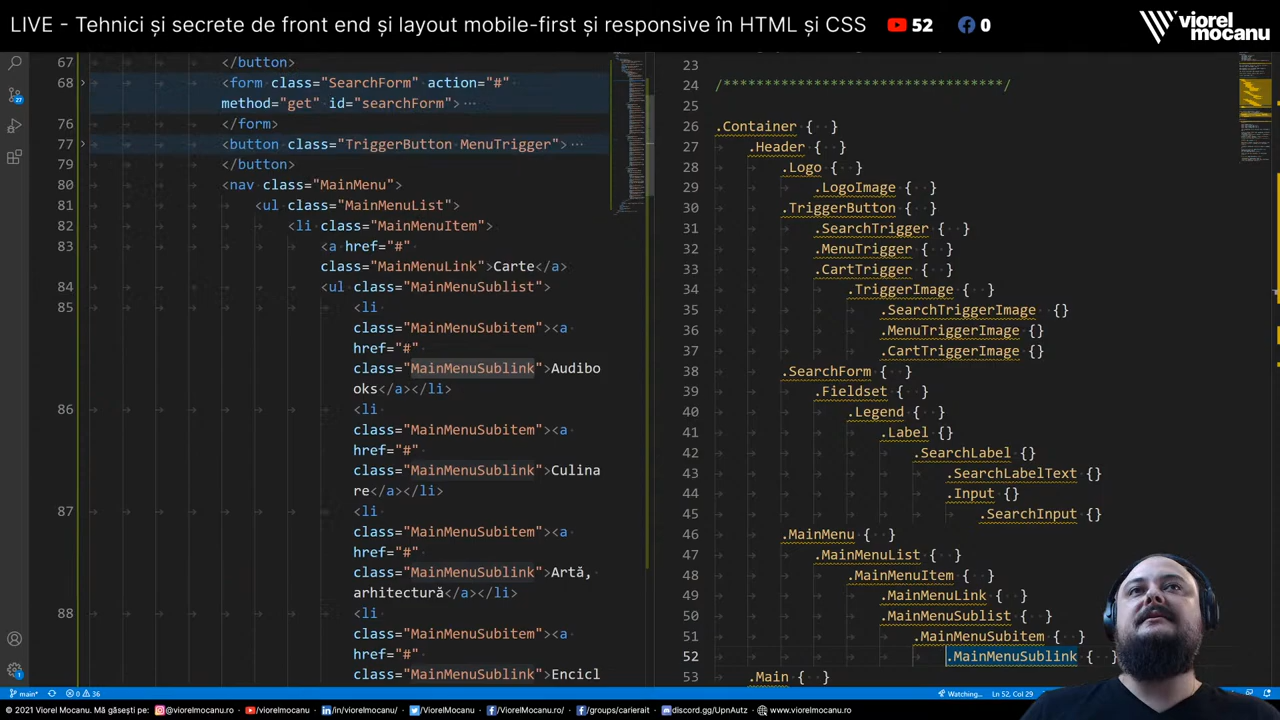 LIVE - Tehnici și secrete de front end și layout mobile-first și responsive în HTML și CSS
52
0
viorel
mocanu
67 </button>
68 <form class="SearchForm" action="#"
method="get" id="searchForm">
76 </form>
77 <button class="TriggerButton MenuTrigger">
79 </button>
80 <nav class="MainMenu">
81 <ul class="MainMenuList">
82 <li class="MainMenuItem">
83 <a href="#"
class="MainMenuLink">Carte</a>
84 <ul class="MainMenuSublist">
85 <li
class="MainMenuSubitem"><a
href="#"
class="MainMenuSublink">Audibo
oks</a></li>
86 <li
class="MainMenuSubitem"><a
href="#"
class="MainMenuSublink">Culina
re</a></li>
87 <li
class="MainMenuSubitem"><a
href="#"
class="MainMenuSublink">Artă,
arhitectură</a></li>
88 <li
class="MainMenuSubitem"><a
href="#"
class="MainMenuSublink">Encicl
23
24 /*******************************/
25
26 .Container { }
27 .Header { }
28 .Logo { }
29 .LogoImage { }
30 .TriggerButton { }
31 .SearchTrigger { }
32 .MenuTrigger { }
33 .CartTrigger { }
34 .TriggerImage { }
35 .SearchTriggerImage {}
36 .MenuTriggerImage {}
37 .CartTriggerImage {}
38 .SearchForm { }
39 .Fieldset { }
40 .Legend { }
41 .Label {}
42 .SearchLabel {}
43 .SearchLabelText {}
44 .Input {}
45 .SearchInput {}
46 .MainMenu { }
47 .MainMenuList { }
48 .MainMenuItem { }
49 .MainMenuLink { }
50 .MainMenuSublist { }
51 .MainMenuSubitem { }
52 .MainMenuSublink { }
53 .Main { }
main* 0 36 Watching... Ln 52, Col 29
© 2021 Viorel Mocanu. Mă găsești pe: @viorelmocanu.ro /viorelmocanu /in/viorelmocanu/ /ViorelMocanu /ViorelMocanu.ro/ /groups/carierait discord.gg/UpnAutz www.viorelmocanu.ro